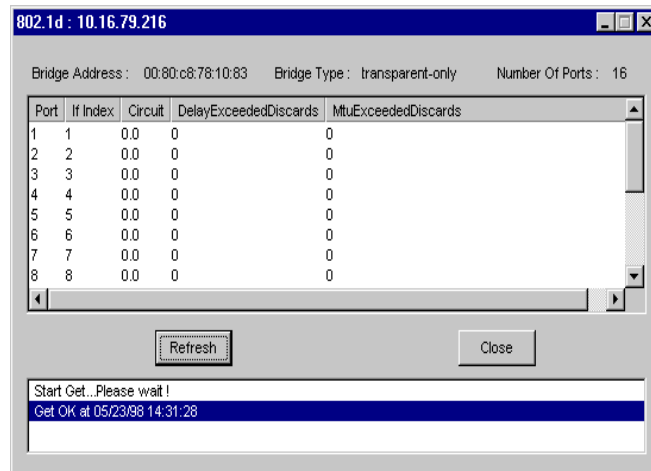 802.1d : 10.16.79.216
Bridge Address : 00:80:c8:78:10:83 Bridge Type : transparent-only Number Of Ports : 16
Port If Index Circuit DelayExceededDiscards MtuExceededDiscards
1 1 0.0 0 0
2 2 0.0 0 0
3 3 0.0 0 0
4 4 0.0 0 0
5 5 0.0 0 0
6 6 0.0 0 0
7 7 0.0 0 0
8 8 0.0 0 0
Refresh Close
Start Get...Please wait !
Get OK at 05/23/98 14:31:28